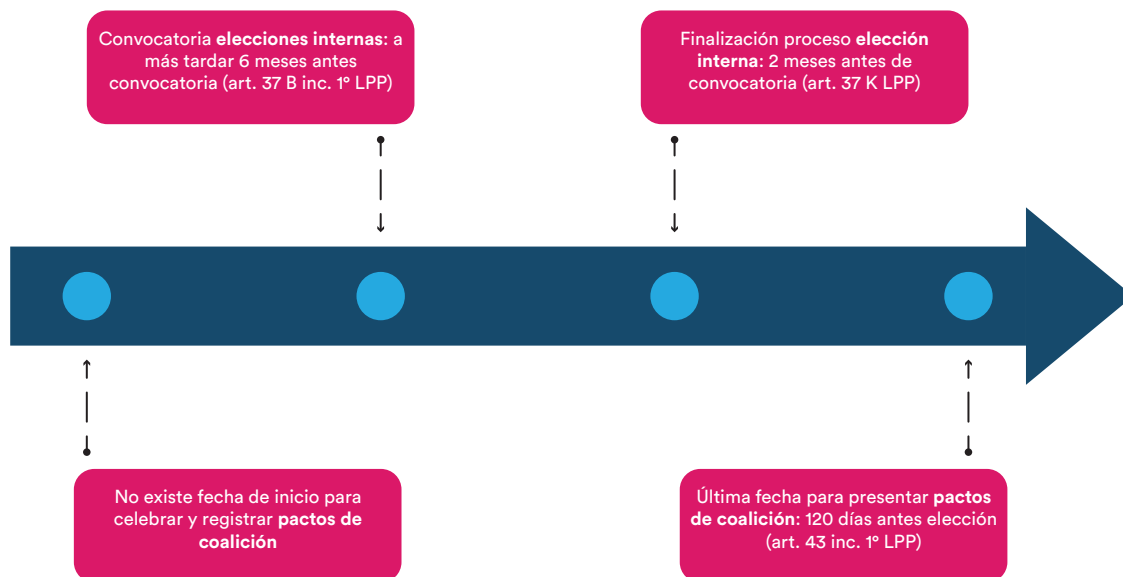 Convocatoria elecciones internas: a
más tardar 6 meses antes
convocatoria (art. 37 B inc. 1º LPP)
Finalización proceso elección
interna: 2 meses antes de
convocatoria (art. 37 K LPP)
No existe fecha de inicio para
celebrar y registrar pactos de
coalición
Última fecha para presentar pactos
de coalición: 120 días antes elección
(art. 43 inc. 1º LPP)